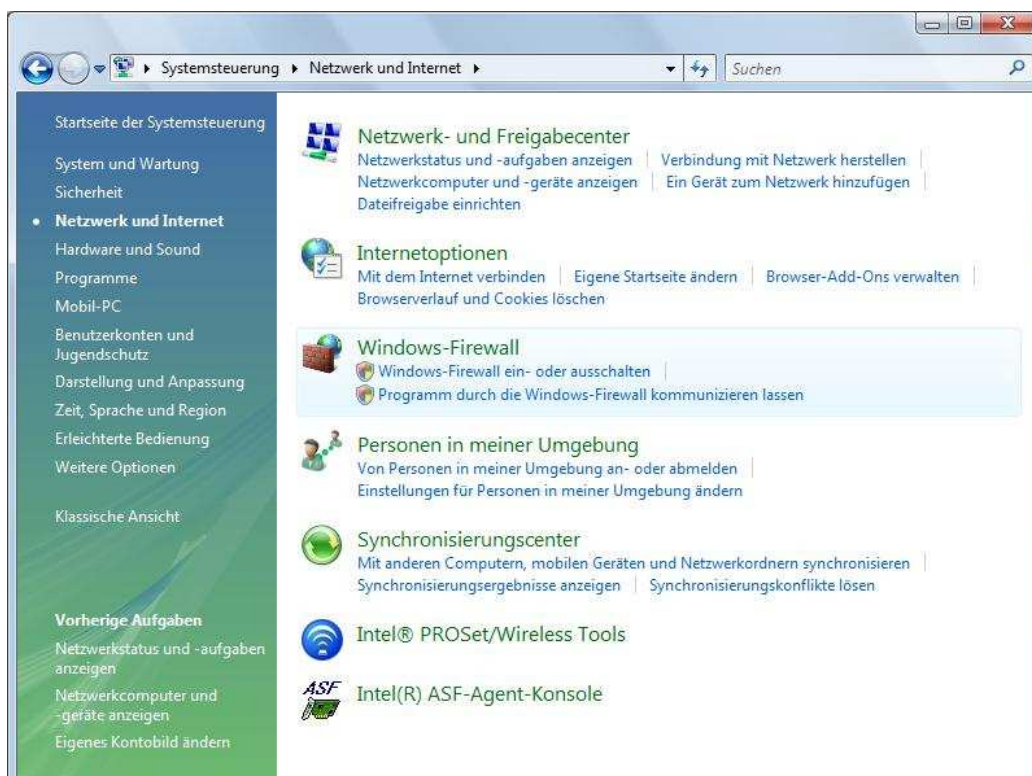 Systemsteuerung Netzwerk und Internet Suchen
Startseite der Systemsteuerung
System und Wartung
Sicherheit
Netzwerk und Internet
Hardware und Sound
Programme
Mobil-PC
Benutzerkonten und
Jugendschutz
Darstellung und Anpassung
Zeit, Sprache und Region
Erleichterte Bedienung
Weitere Optionen
Klassische Ansicht
Vorherige Aufgaben
Netzwerkstatus und -aufgaben
anzeigen
Netzwerkcomputer und
-geräte anzeigen
Eigenes Kontobild ändern
Netzwerk- und Freigabecenter
Netzwerkstatus und -aufgaben anzeigen Verbindung mit Netzwerk herstellen
Netzwerkcomputer und -geräte anzeigen Ein Gerät zum Netzwerk hinzufügen
Dateifreigabe einrichten
Internetoptionen
Mit dem Internet verbinden Eigene Startseite ändern Browser-Add-Ons verwalten
Browserverlauf und Cookies löschen
Windows-Firewall
Windows-Firewall ein- oder ausschalten
Programm durch die Windows-Firewall kommunizieren lassen
Personen in meiner Umgebung
Von Personen in meiner Umgebung an- oder abmelden
Einstellungen für Personen in meiner Umgebung ändern
Synchronisierungscenter
Mit anderen Computern, mobilen Geräten und Netzwerkordnern synchronisieren
Synchronisierungsergebnisse anzeigen Synchronisierungskonflikte lösen
Intel® PROSet/Wireless Tools
ASF Intel(R) ASF-Agent-Konsole